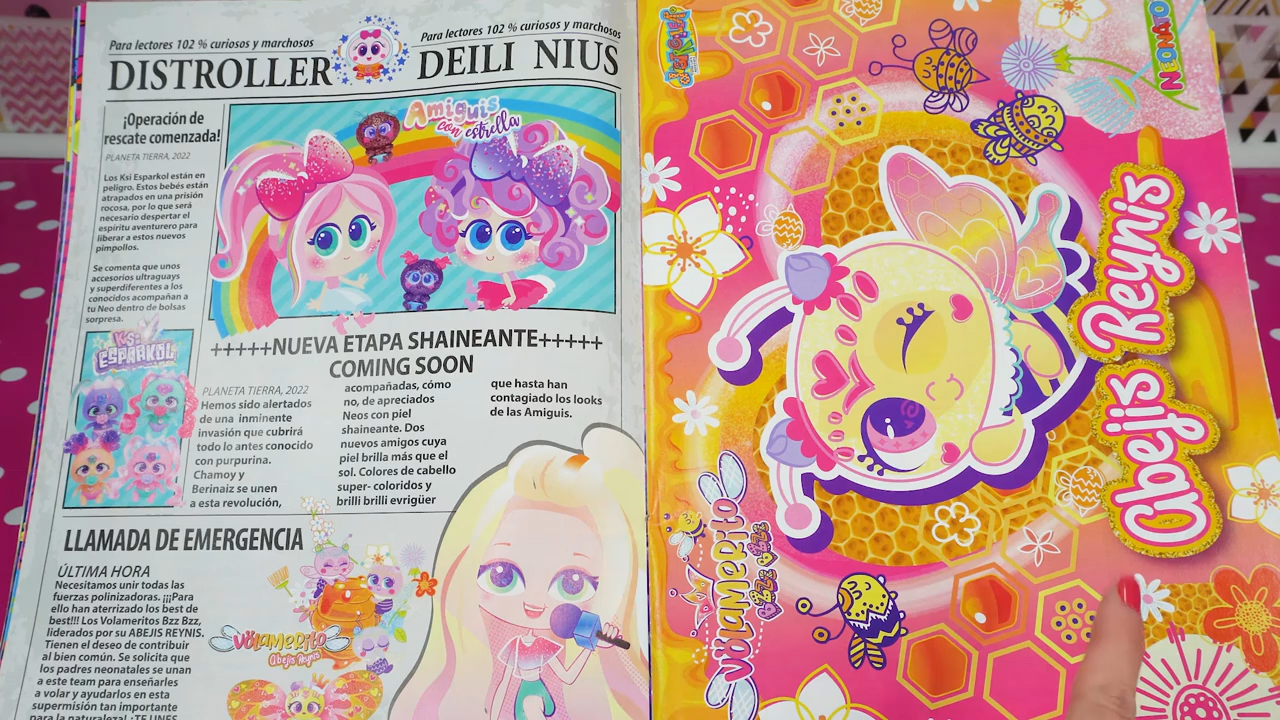 Para lectores 102 % curiosos y marchosos
Para lectores 102 % curiosos y marchosos
DISTROLLER
DEILI NIUS
¡Operación de
rescate comenzada!
PLANETA TIERRA, 2022
Los Ksi Esparkol están en
peligro. Estos bebés están
atrapados en una prisión
rocosa, por lo que será
necesario despertar el
espíritu aventurero para
liberar a estos nuevos
pimpollos.
Se comenta que unos
accesorios ultraguays
y superdiferentes a los
conocidos acompañan a
tu Neo dentro de bolsas
sorpresa.
Ksi
ESPARKOL
Amiguis
con estrella
+++++NUEVA ETAPA SHAINEANTE+++++
COMING SOON
PLANETA TIERRA, 2022
Hemos sido alertados
de una inminente
invasión que cubrirá
todo lo antes conocido
con purpurina.
Chamoy y
Berinaiz se unen
a esta revolución,
acompañadas, cómo
no, de apreciados
Neos con piel
shaineante. Dos
nuevos amigos cuya
piel brilla más que el
sol. Colores de cabello
super- coloridos y
brilli brilli evrigüer
que hasta han
contagiado los looks
de las Amiguis.
LLAMADA DE EMERGENCIA
ÚLTIMA HORA
Necesitamos unir todas las
fuerzas polinizadoras. ¡¡¡Para
ello han aterrizado los best de
best!!! Los Volameritos Bzz Bzz,
liderados por su ABEJIS REYNIS.
Tienen el deseo de contribuir
al bien común. Se solicita que
los padres neonatales se unan
a este team para enseñarles
a volar y ayudarlos en esta
supermisión tan importante
para la naturaleza! ¿TE UNES
Völamerito
Abejis Reynis
Abejis Reynis
Völamerito
Bzz Bzz